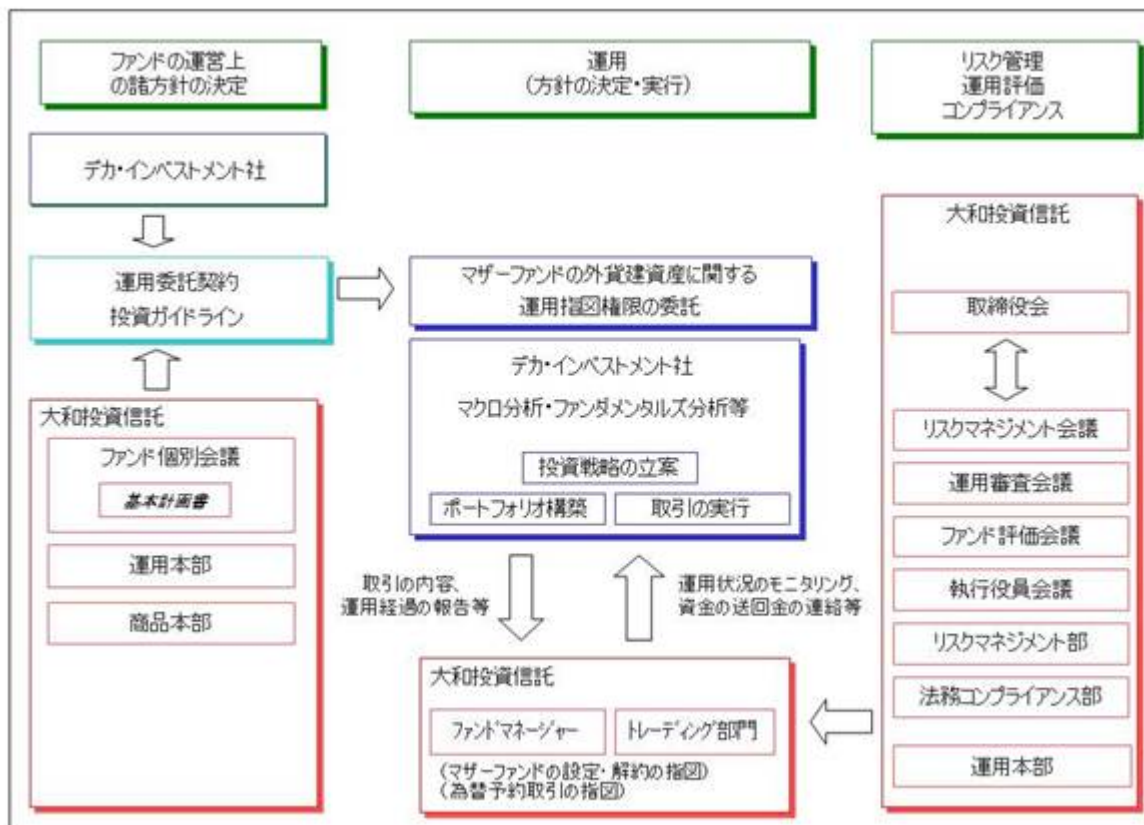 ファンドの運営上
の諸方針の決定
運用
(方針の決定・実行)
リスク管理
運用評価
コンプライアンス
デカ・インベストメント社
運用委託契約
投資ガイドライン
マザーファンドの外貨建資産に関する
運用指図権限の委託
デカ・インベストメント社
マクロ分析・ファンダメンタルズ分析等
投資戦略の立案
ポートフォリオ構築
取引の実行
大和投資信託
ファンド個別会議
基本計画書
運用本部
商品本部
取引の内容、
運用経過の報告等
運用状況のモニタリング、
資金の送回金の連絡等
大和投資信託
ファンドマネージャー
トレーディング部門
(マザーファンドの設定・解約の指図)
(為替予約取引の指図)
大和投資信託
取締役会
リスクマネジメント会議
運用審査会議
ファンド評価会議
執行役員会議
リスクマネジメント部
法務コンプライアンス部
運用本部